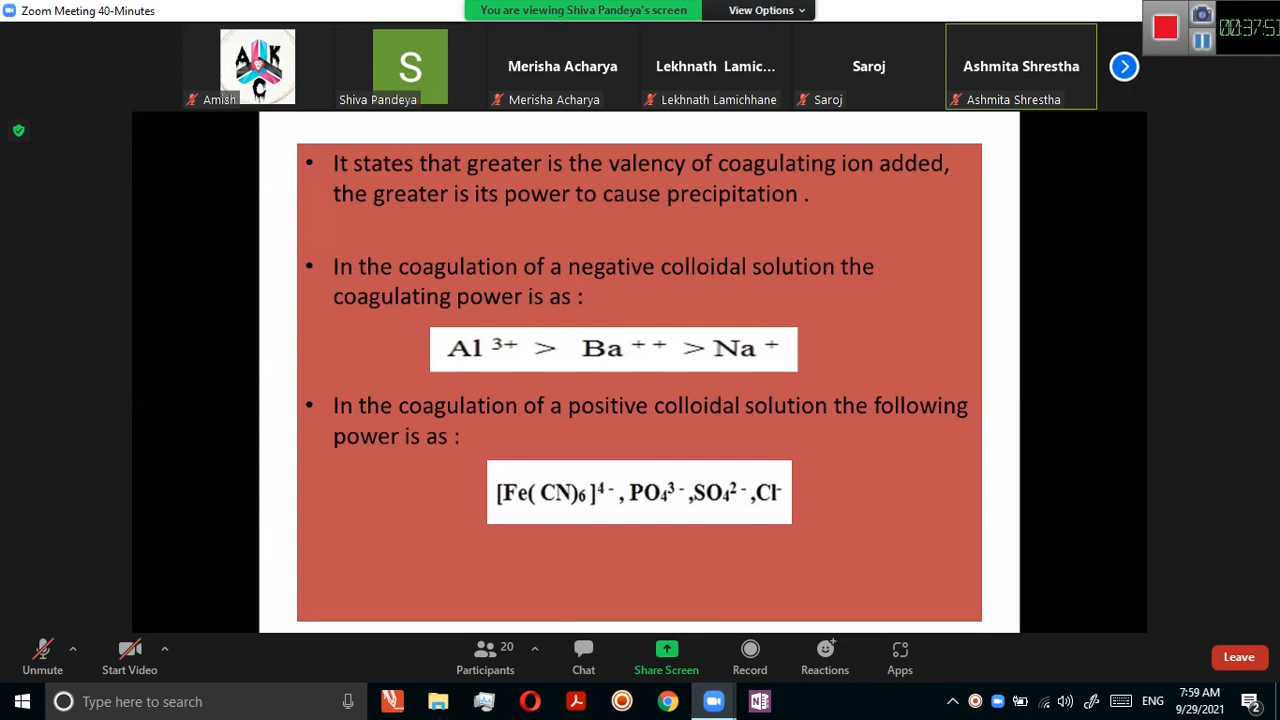 Zoom Meeting 40-Minutes
You are viewing Shiva Pandeya's screen
View Options
A K C
S
Merisha Acharya
Lekhnath Lamic...
Saroj
Ashmita Shrestha
Amish
Shiva Pandeya
Merisha Acharya
Lekhnath Lamichhane
Saroj
Ashmita Shrestha
• It states that greater is the valency of coagulating ion added,
the greater is its power to cause precipitation .
• In the coagulation of a negative colloidal solution the
coagulating power is as :
Al ³⁺ > Ba ⁺ ⁺ > Na ⁺
• In the coagulation of a positive colloidal solution the following
power is as :
[Fe( CN)₆ ]⁴⁻ , PO₄³⁻ ,SO₄²⁻ ,Cl⁻
Unmute
Start Video
20
Participants
Chat
Share Screen
Record
Reactions
Apps
Leave
Type here to search
ENG
7:59 AM
9/29/2021
2